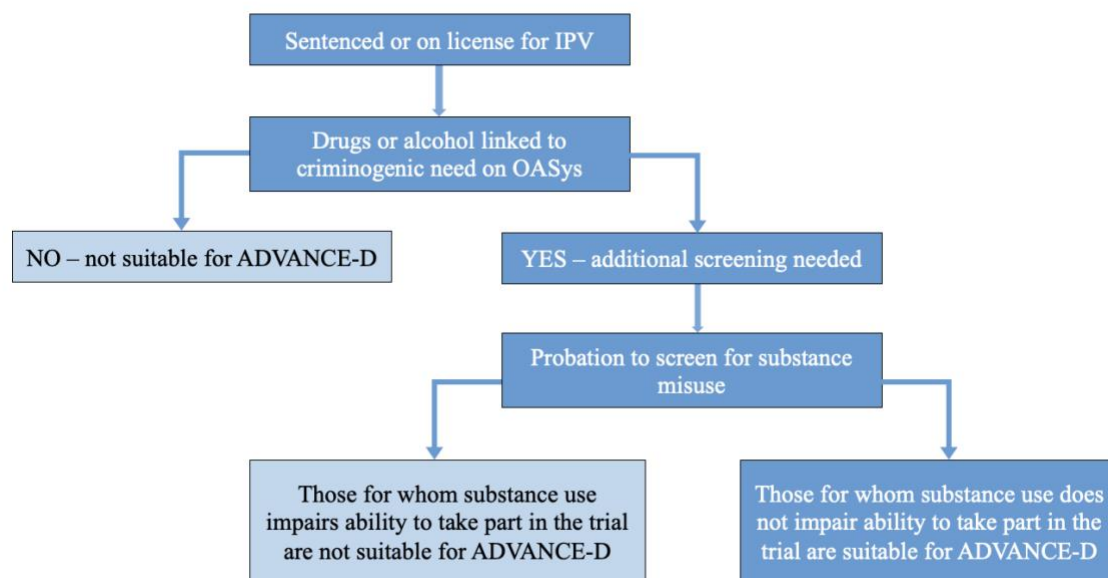 Sentenced or on license for IPV
Drugs or alcohol linked to
criminogenic need on OASys
NO – not suitable for ADVANCE-D
YES – additional screening needed
Probation to screen for substance
misuse
Those for whom substance use
impairs ability to take part in the trial
are not suitable for ADVANCE-D
Those for whom substance use does
not impair ability to take part in the
trial are suitable for ADVANCE-D